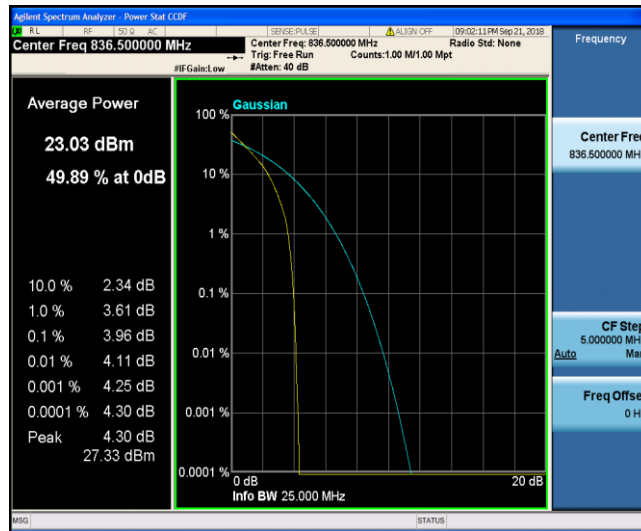 Agilent Spectrum Analyzer - Power Stat CCDF
RL RF 50 Ω AC SENSE:PULSE ALIGN OFF 09:02:11 PM Sep 21, 2018
Center Freq 836.500000 MHz
Center Freq: 836.500000 MHz Radio Std: None
Trig: Free Run Counts:1.00 M/1.00 Mpt
#IFGain:Low #Atten: 40 dB
Frequency
Average Power
23.03 dBm
49.89 % at 0dB
10.0 % 2.34 dB
1.0 % 3.61 dB
0.1 % 3.96 dB
0.01 % 4.11 dB
0.001 % 4.25 dB
0.0001 % 4.30 dB
Peak 4.30 dB
27.33 dBm
Gaussian
100 %
10 %
1 %
0.1 %
0.01 %
0.001 %
0.0001 %
0 dB 20 dB
Info BW 25.000 MHz
Center Freq
836.500000 MH
CF Step
5.000000 MH
Auto Ma
Freq Offse
0 H
MSG STATUS